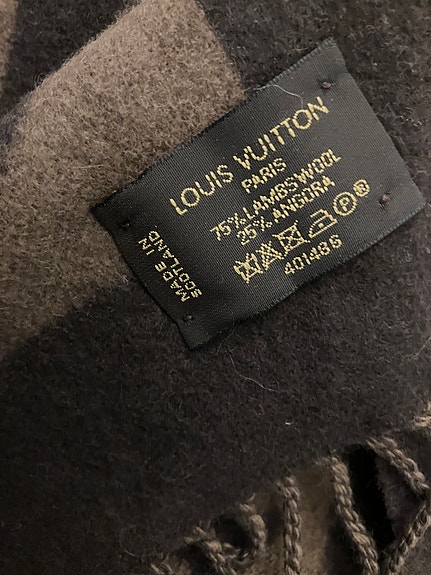 LOUIS VUITTON
PARIS
75% LAMBSWOOL
25% ANGORA
P
401486
MADE IN
SCOTLAND